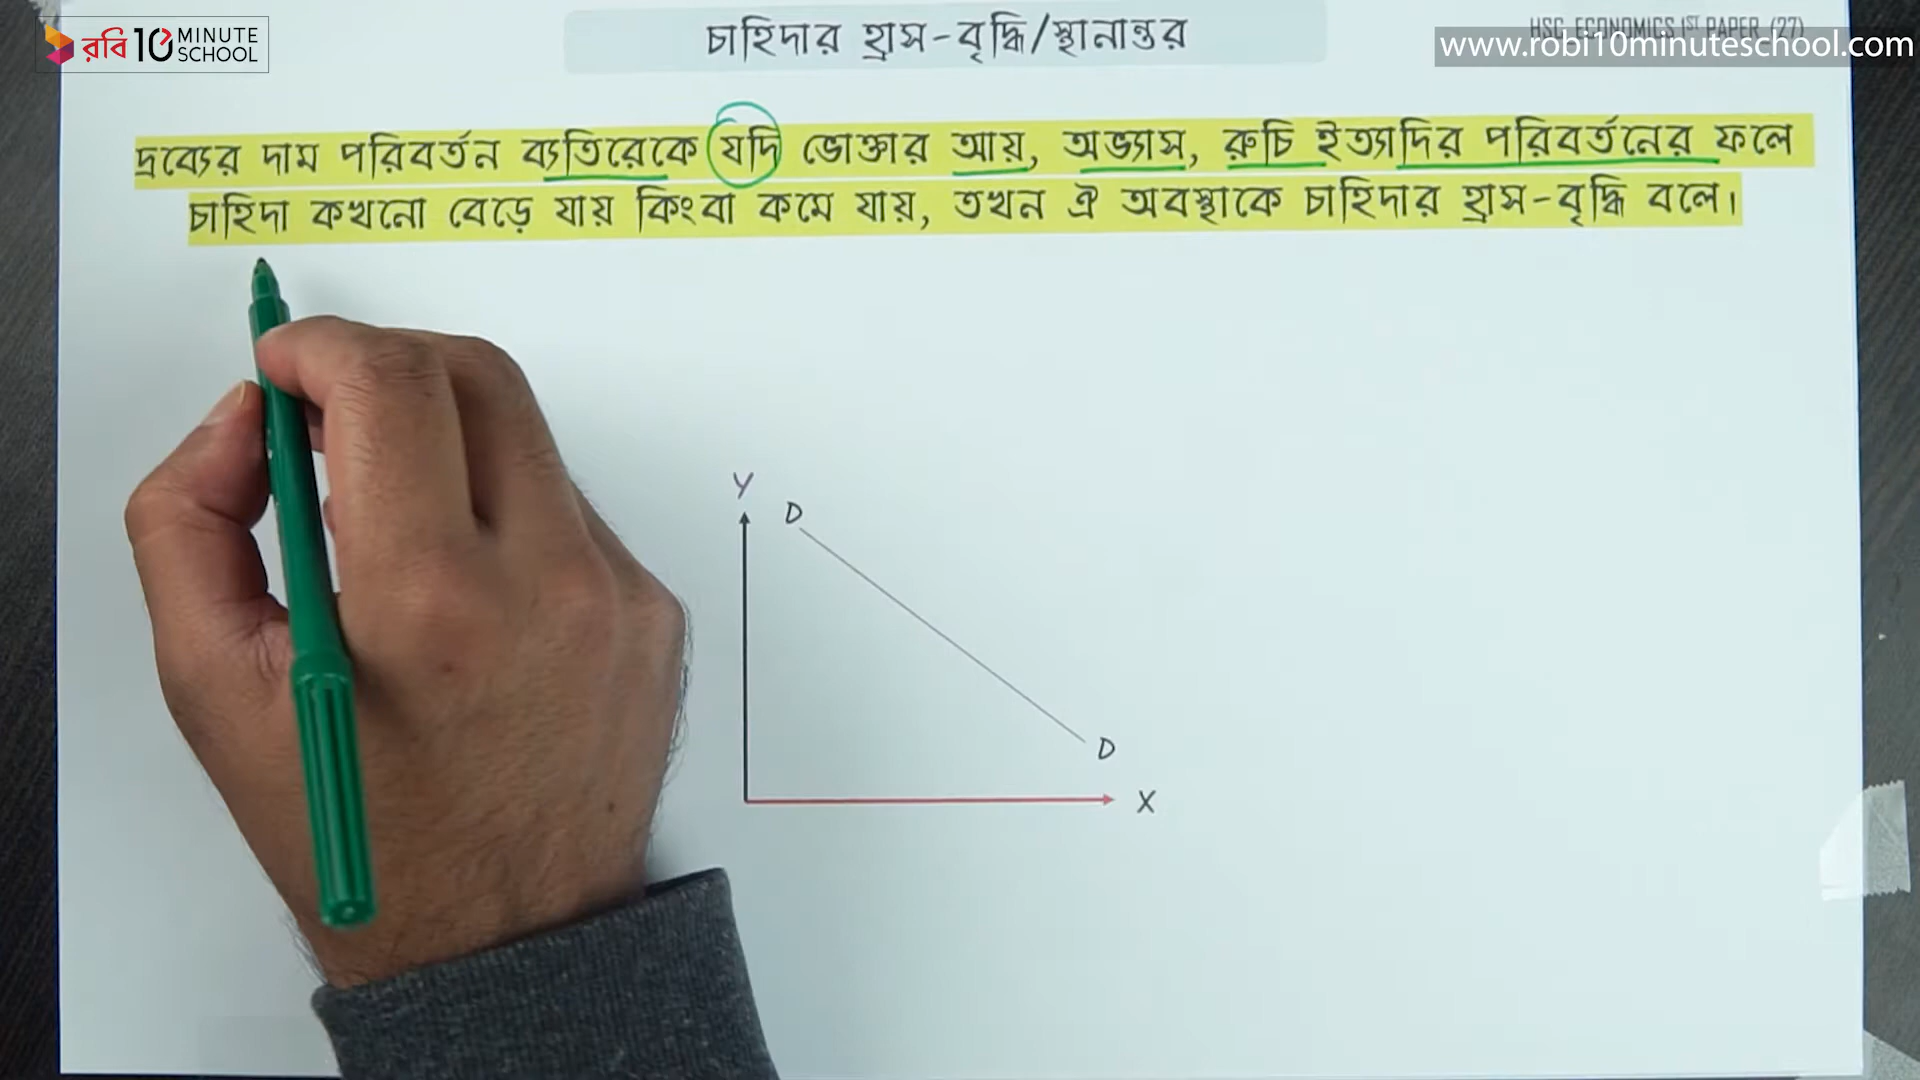 রবি 10 MINUTE SCHOOL
চাহিদার হ্রাস-বৃদ্ধি/স্থানান্তর
HSC ECONOMICS 1ST PAPER (27)
www.robi10minuteschool.com
দ্রব্যের দাম পরিবর্তন ব্যতিরেকে যদি ভোক্তার আয়, অভ্যাস, রুচি ইত্যাদির পরিবর্তনের ফলে
চাহিদা কখনো বেড়ে যায় কিংবা কমে যায়, তখন ঐ অবস্থাকে চাহিদার হ্রাস-বৃদ্ধি বলে।
Y
D
D
X